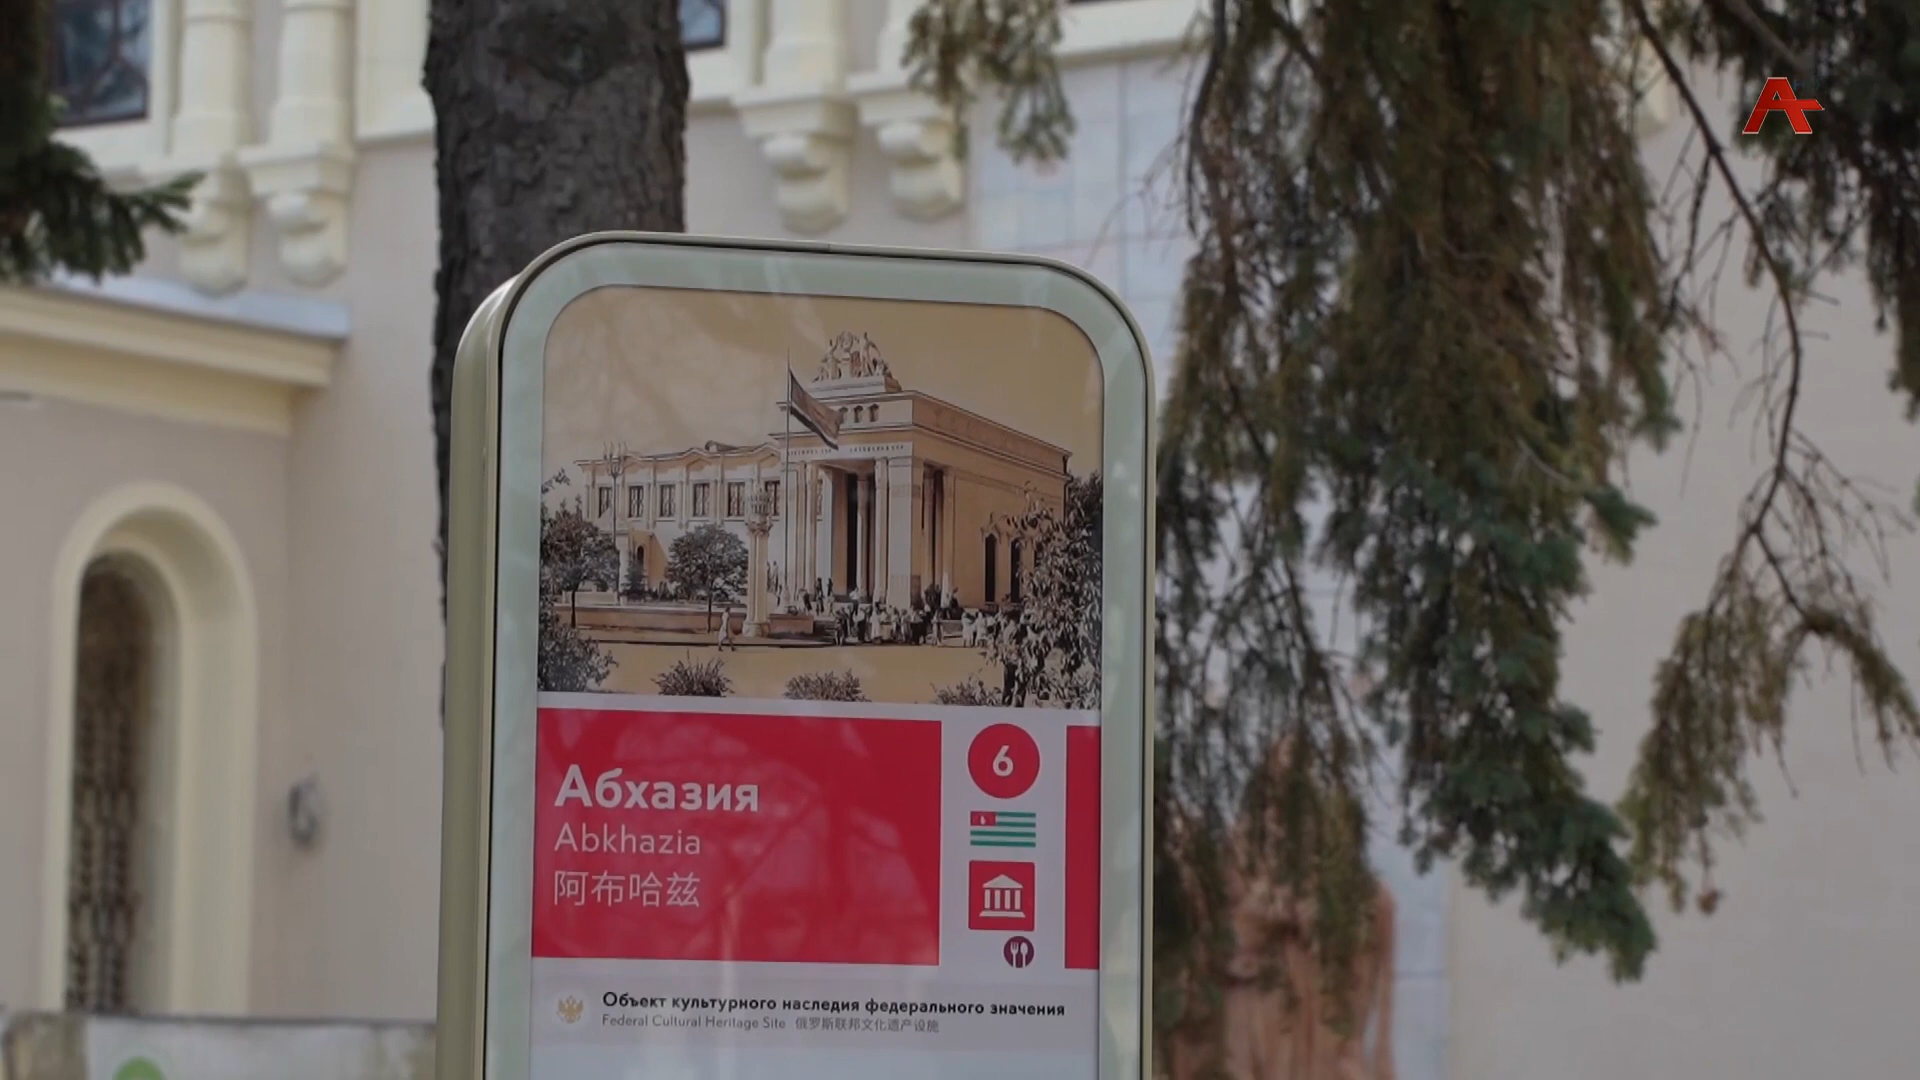 Абхазия
Abkhazia
阿布哈兹
6
Объект культурного наследия федерального значения
Federal Cultural Heritage Site 俄罗斯联邦文化遗产设施